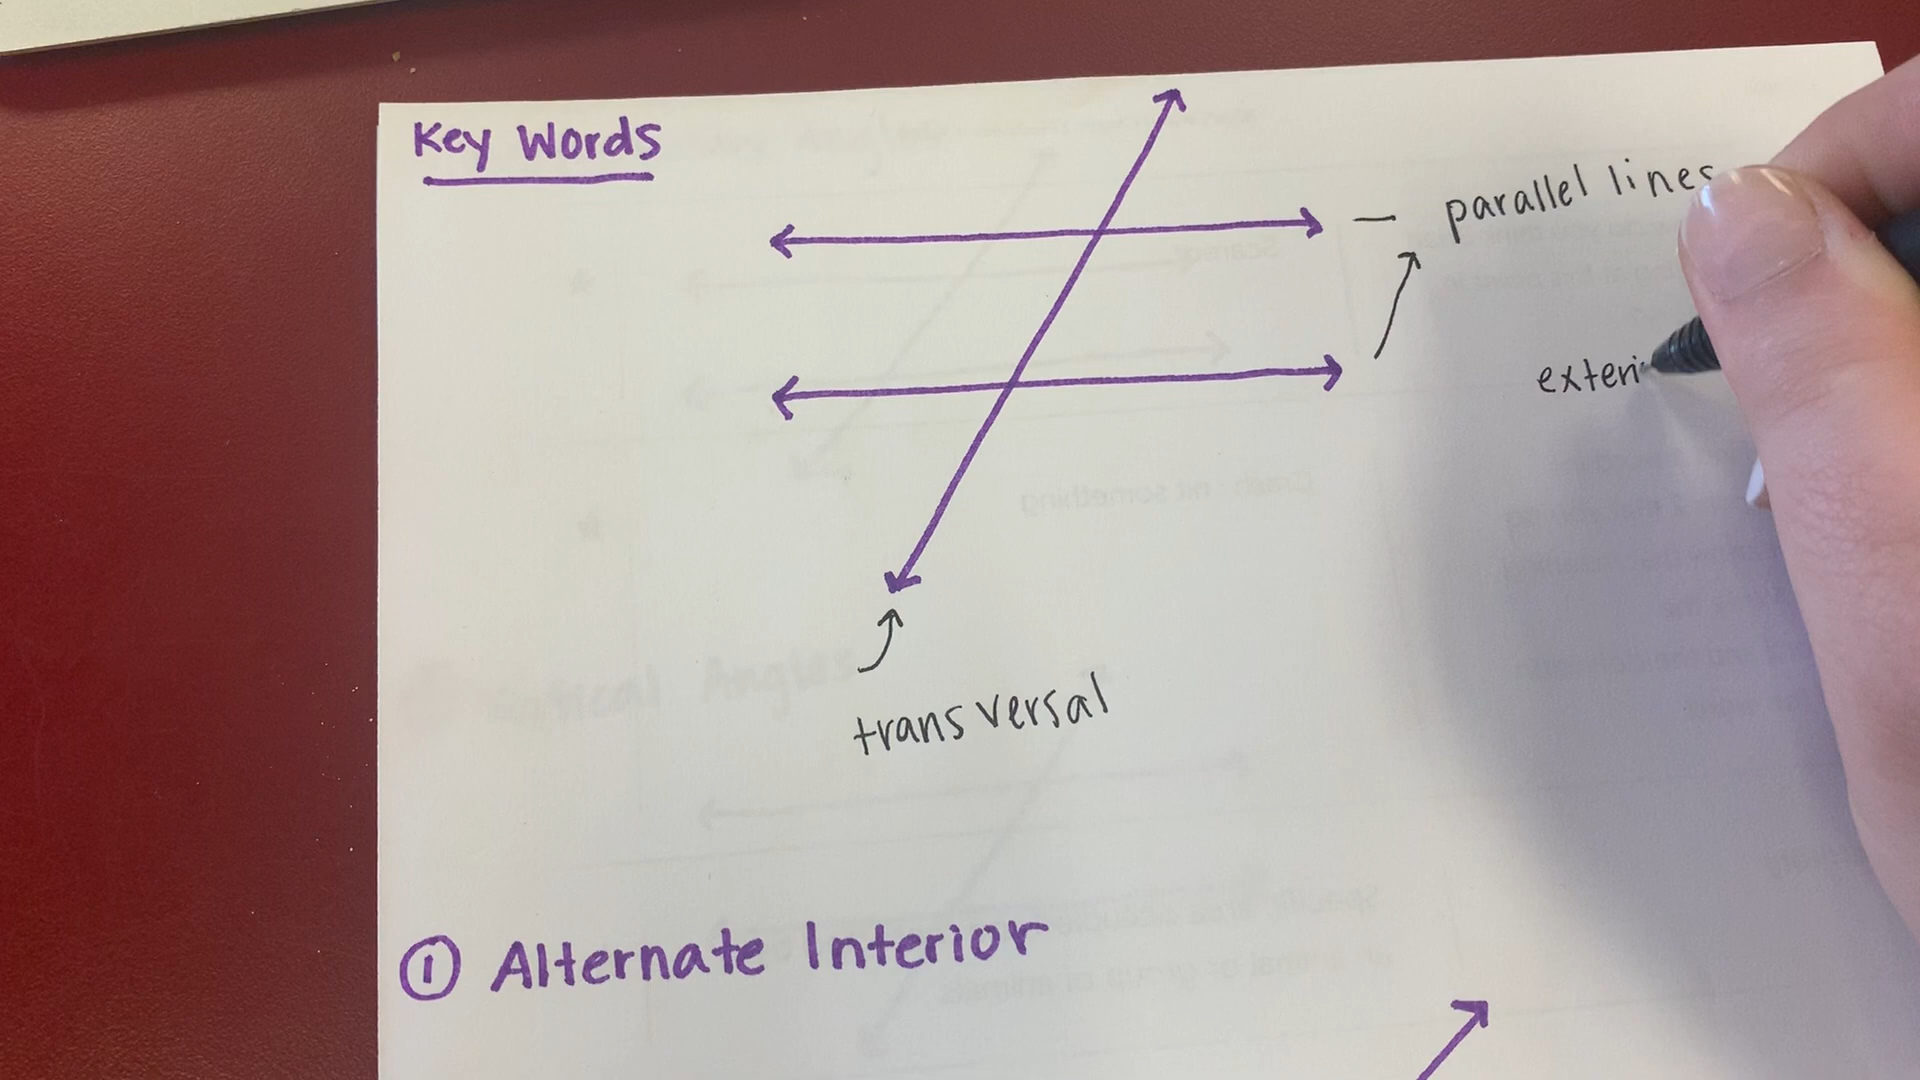 Key Words
parallel lines
exteri
transversal
① Alternate Interior